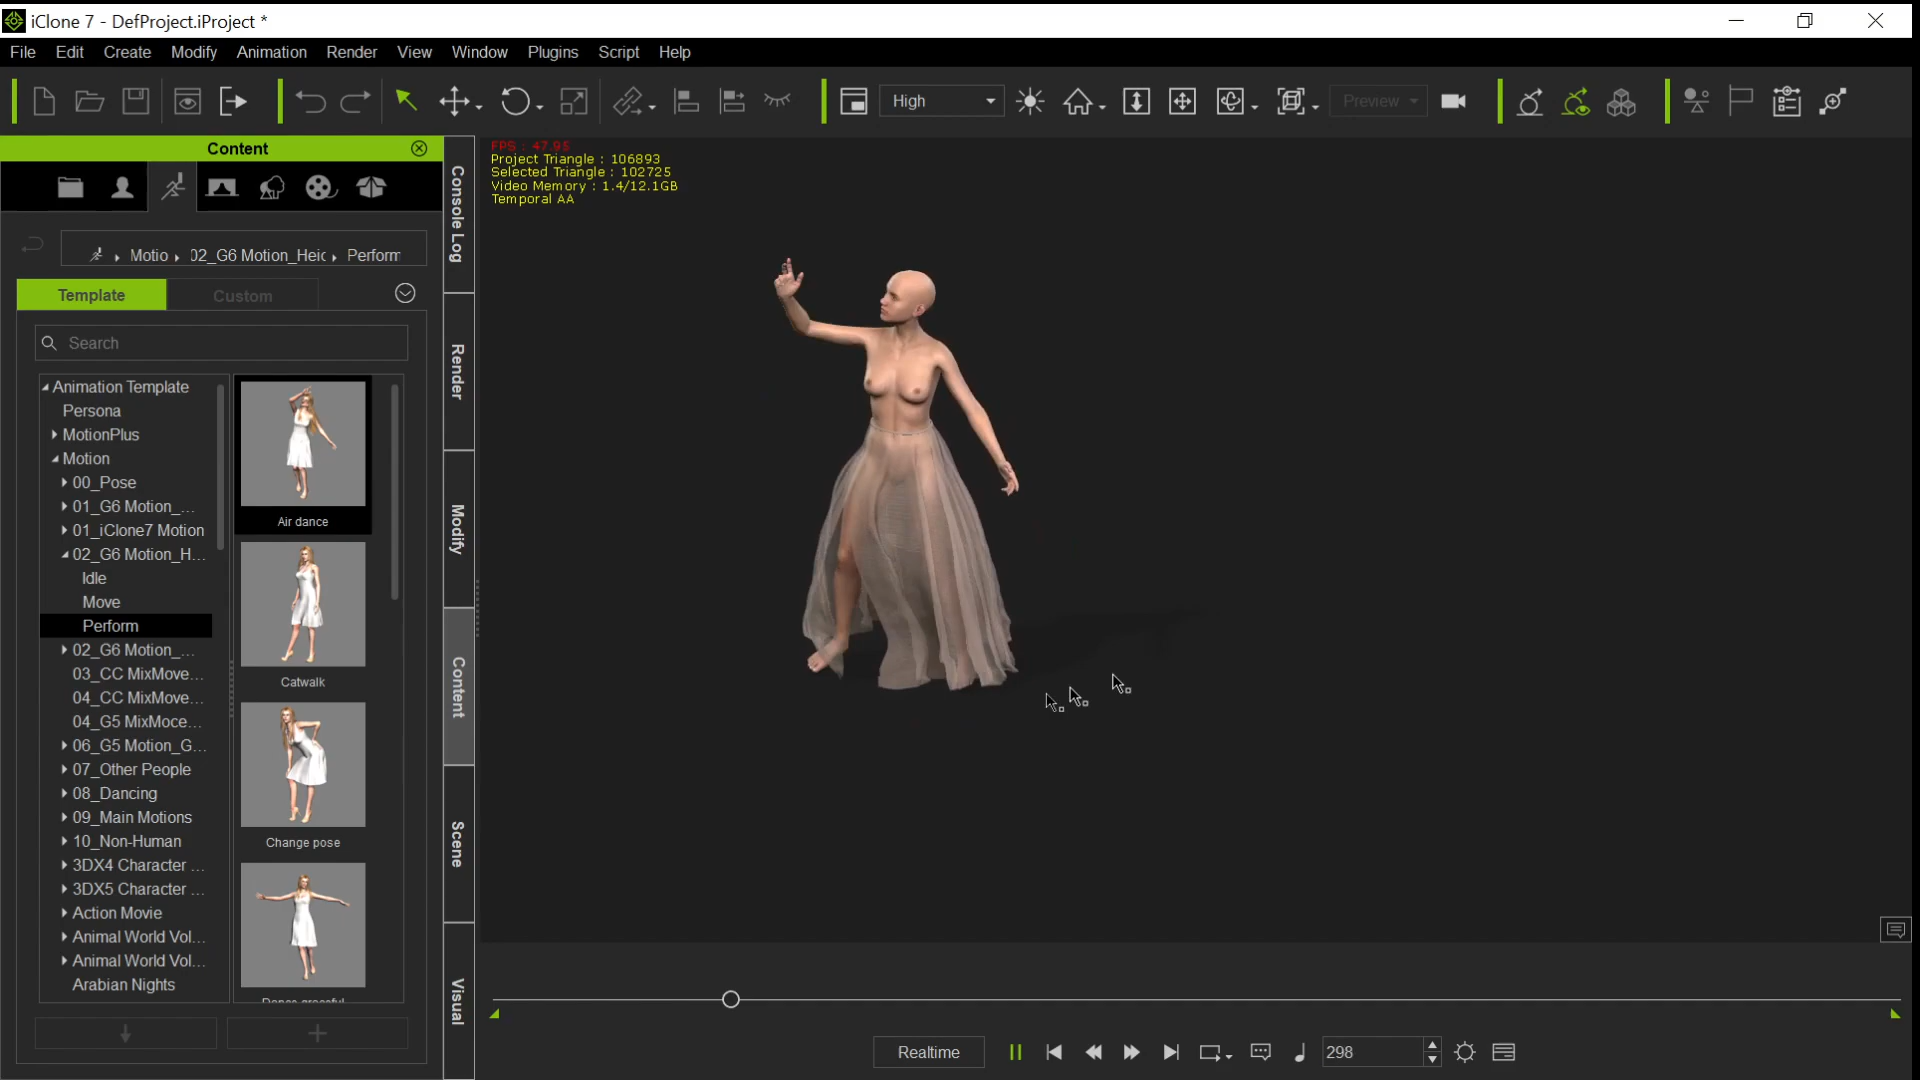 iClone 7 - DefProject.iProject *
File Edit Create Modify Animation Render View Window Plugins Script Help
High
Preview
Content
FPS : 47.95
Project Triangle : 106893
Selected Triangle : 102725
Video Memory : 1.4/12.1GB
Temporal AA
Console Log
Render
Modify
Content
Scene
Visual
Motio 02_G6 Motion_Heic Perform
Template Custom
Search
Animation Template
Persona
MotionPlus
Motion
00_Pose
01_G6 Motion_...
01_iClone7 Motion
02_G6 Motion_H...
Idle
Move
Perform
02_G6 Motion_...
03_CC MixMove...
04_CC MixMove...
04_G5 MixMoce...
06_G5 Motion_G...
07_Other People
08_Dancing
09_Main Motions
10_Non-Human
3DX4 Character ...
3DX5 Character ...
Action Movie
Animal World Vol...
Animal World Vol...
Arabian Nights
Air dance
Catwalk
Change pose
Realtime
298